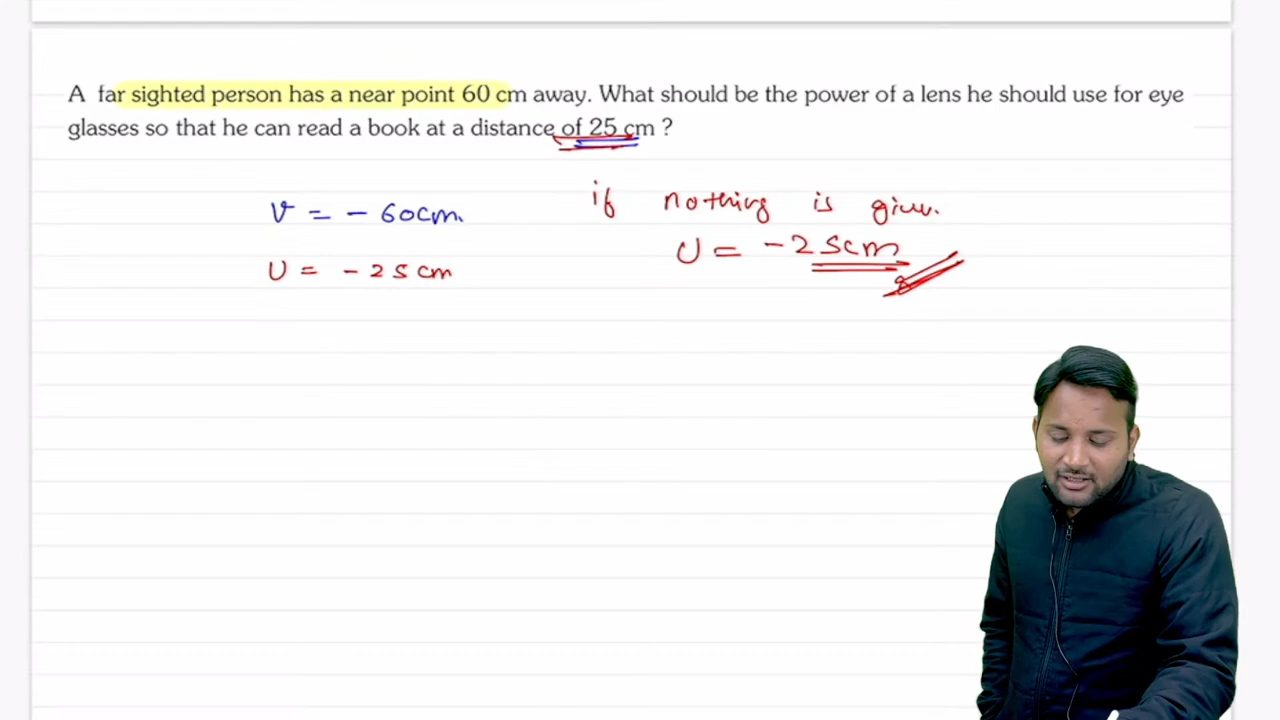 A far sighted person has a near point 60 cm away. What should be the power of a lens he should use for eye
glasses so that he can read a book at a distance of 25 cm ?
if nothing is given.
v = - 60cm.
U = -25cm
U = -25cm